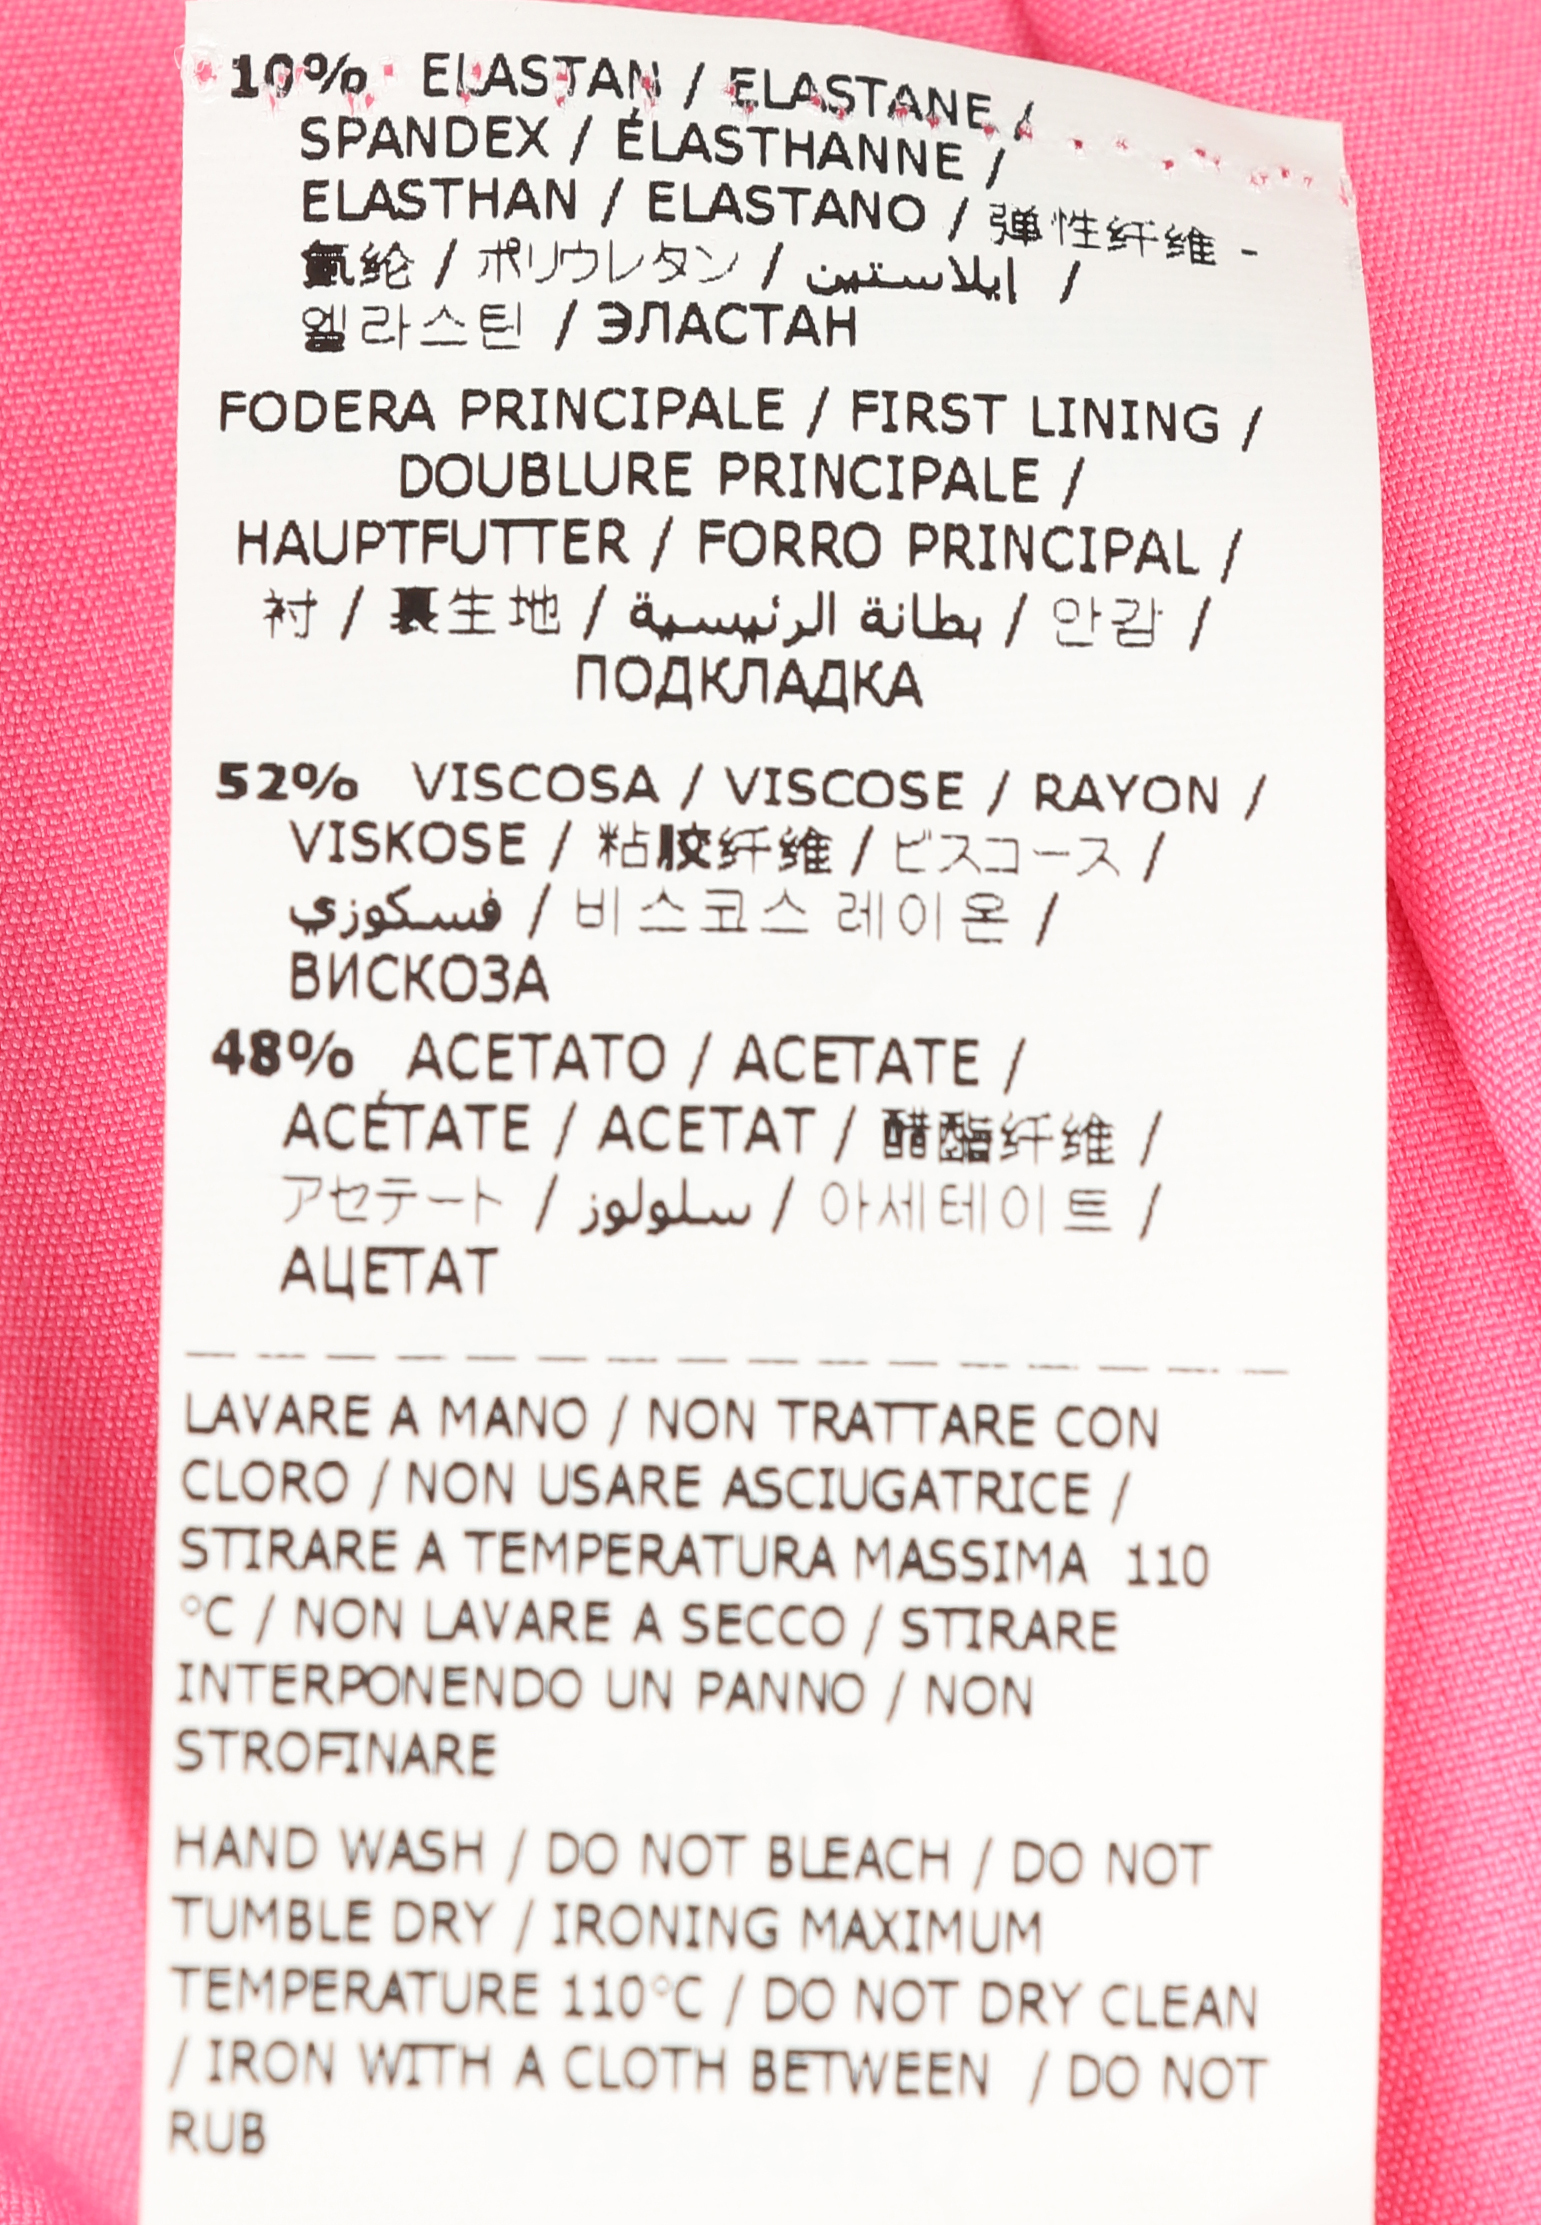 10% ELASTAN / ELASTANE /
SPANDEX / ÉLASTHANNE /
ELASTHAN / ELASTANO / 弹性纤维 -
氨纶 / ポリウレタン / ايلاستين /
엘라스틴 / ЭЛАСТАН
FODERA PRINCIPALE / FIRST LINING /
DOUBLURE PRINCIPALE /
HAUPTFUTTER / FORRO PRINCIPAL /
衬 / 裏生地 / بطانة الرئيسية / 안감 /
ПОДКЛАДКА
52% VISCOSA / VISCOSE / RAYON /
VISKOSE / 粘胶纤维 / ビスコース /
فسكوزي / 비스코스 레이온 /
ВИСКОЗА
48% ACETATO / ACETATE /
ACÉTATE / ACETAT / 醋酯纤维 /
アセテート / سلولوز / 아세테이트 /
АЦЕТАТ
LAVARE A MANO / NON TRATTARE CON
CLORO / NON USARE ASCIUGATRICE /
STIRARE A TEMPERATURA MASSIMA 110
°C / NON LAVARE A SECCO / STIRARE
INTERPONENDO UN PANNO / NON
STROFINARE
HAND WASH / DO NOT BLEACH / DO NOT
TUMBLE DRY / IRONING MAXIMUM
TEMPERATURE 110°C / DO NOT DRY CLEAN
/ IRON WITH A CLOTH BETWEEN / DO NOT
RUB